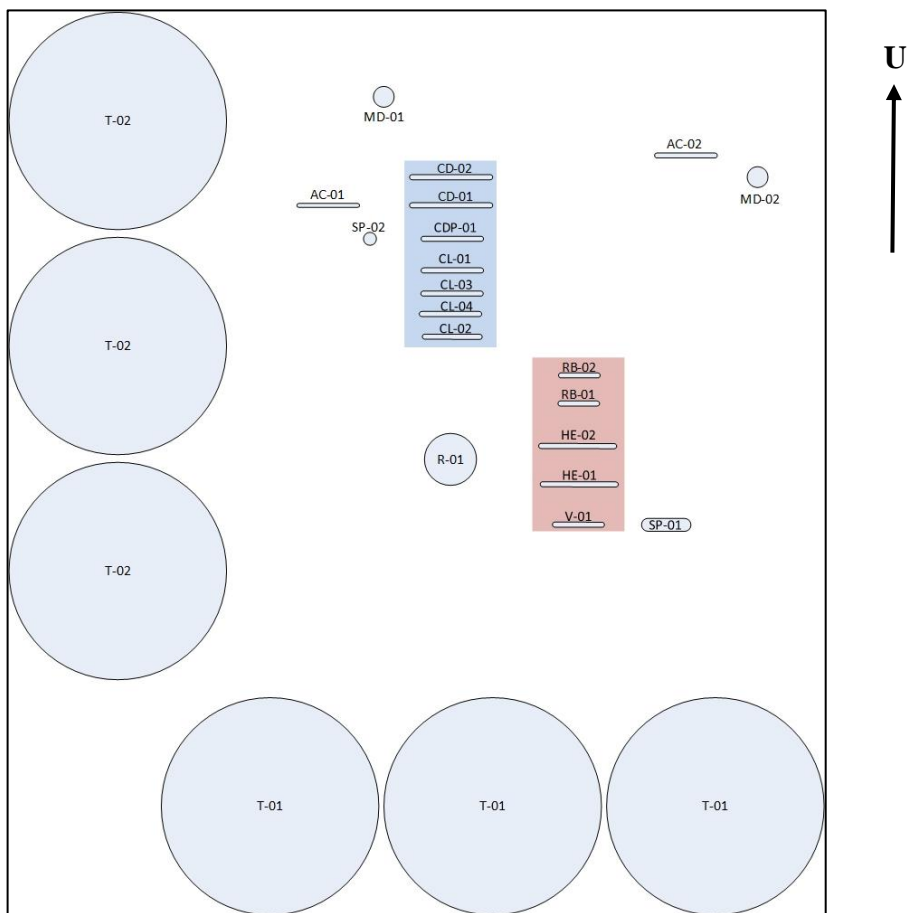 U
T-02
MD-01
AC-02
MD-02
CD-02
AC-01
CD-01
SP-02
CDP-01
CL-01
CL-03
CL-04
CL-02
T-02
RB-02
RB-01
HE-02
R-01
HE-01
V-01
SP-01
T-02
T-01
T-01
T-01